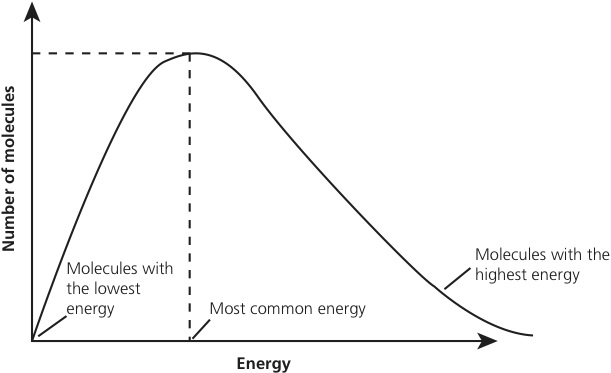 Number of molecules
Molecules with
the lowest
energy
Most common energy
Molecules with the
highest energy
Energy